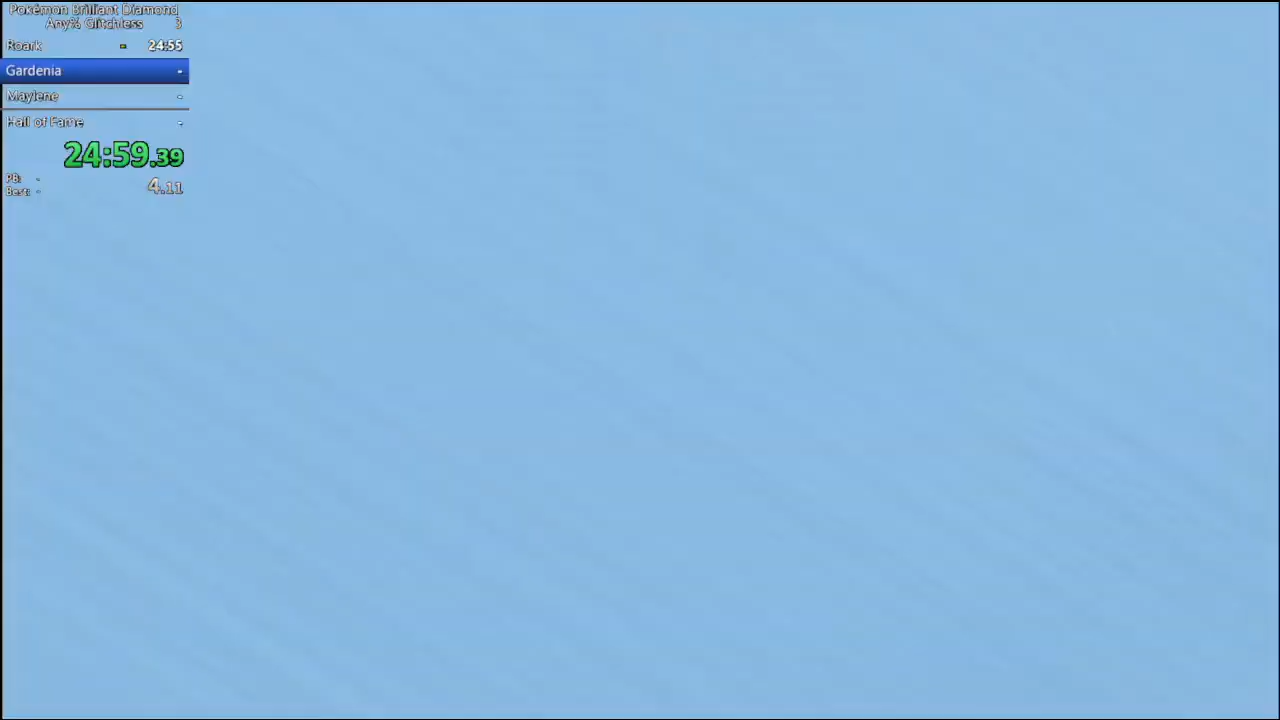 Pokémon Brilliant Diamond
Any% Glitchless 3
Roark - 24:55
Gardenia -
Maylene -
Hall of Fame -
24:59.39
PB: -
Best: - 4.11